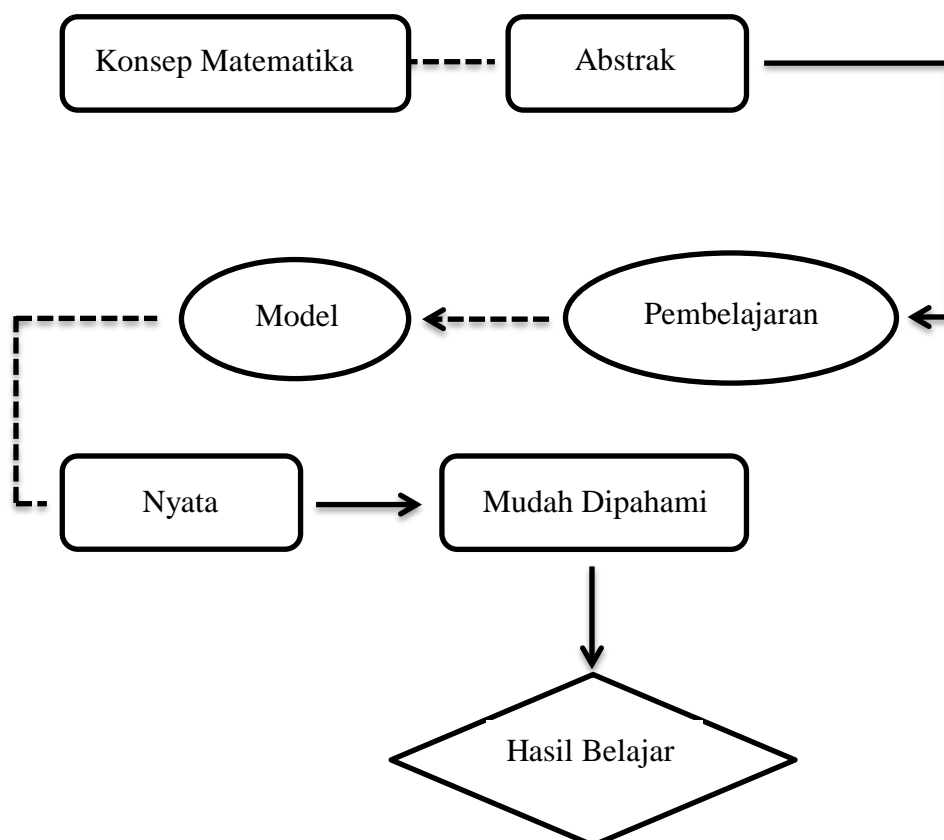 Konsep Matematika
Abstrak
Model
Pembelajaran
Nyata
Mudah Dipahami
Hasil Belajar